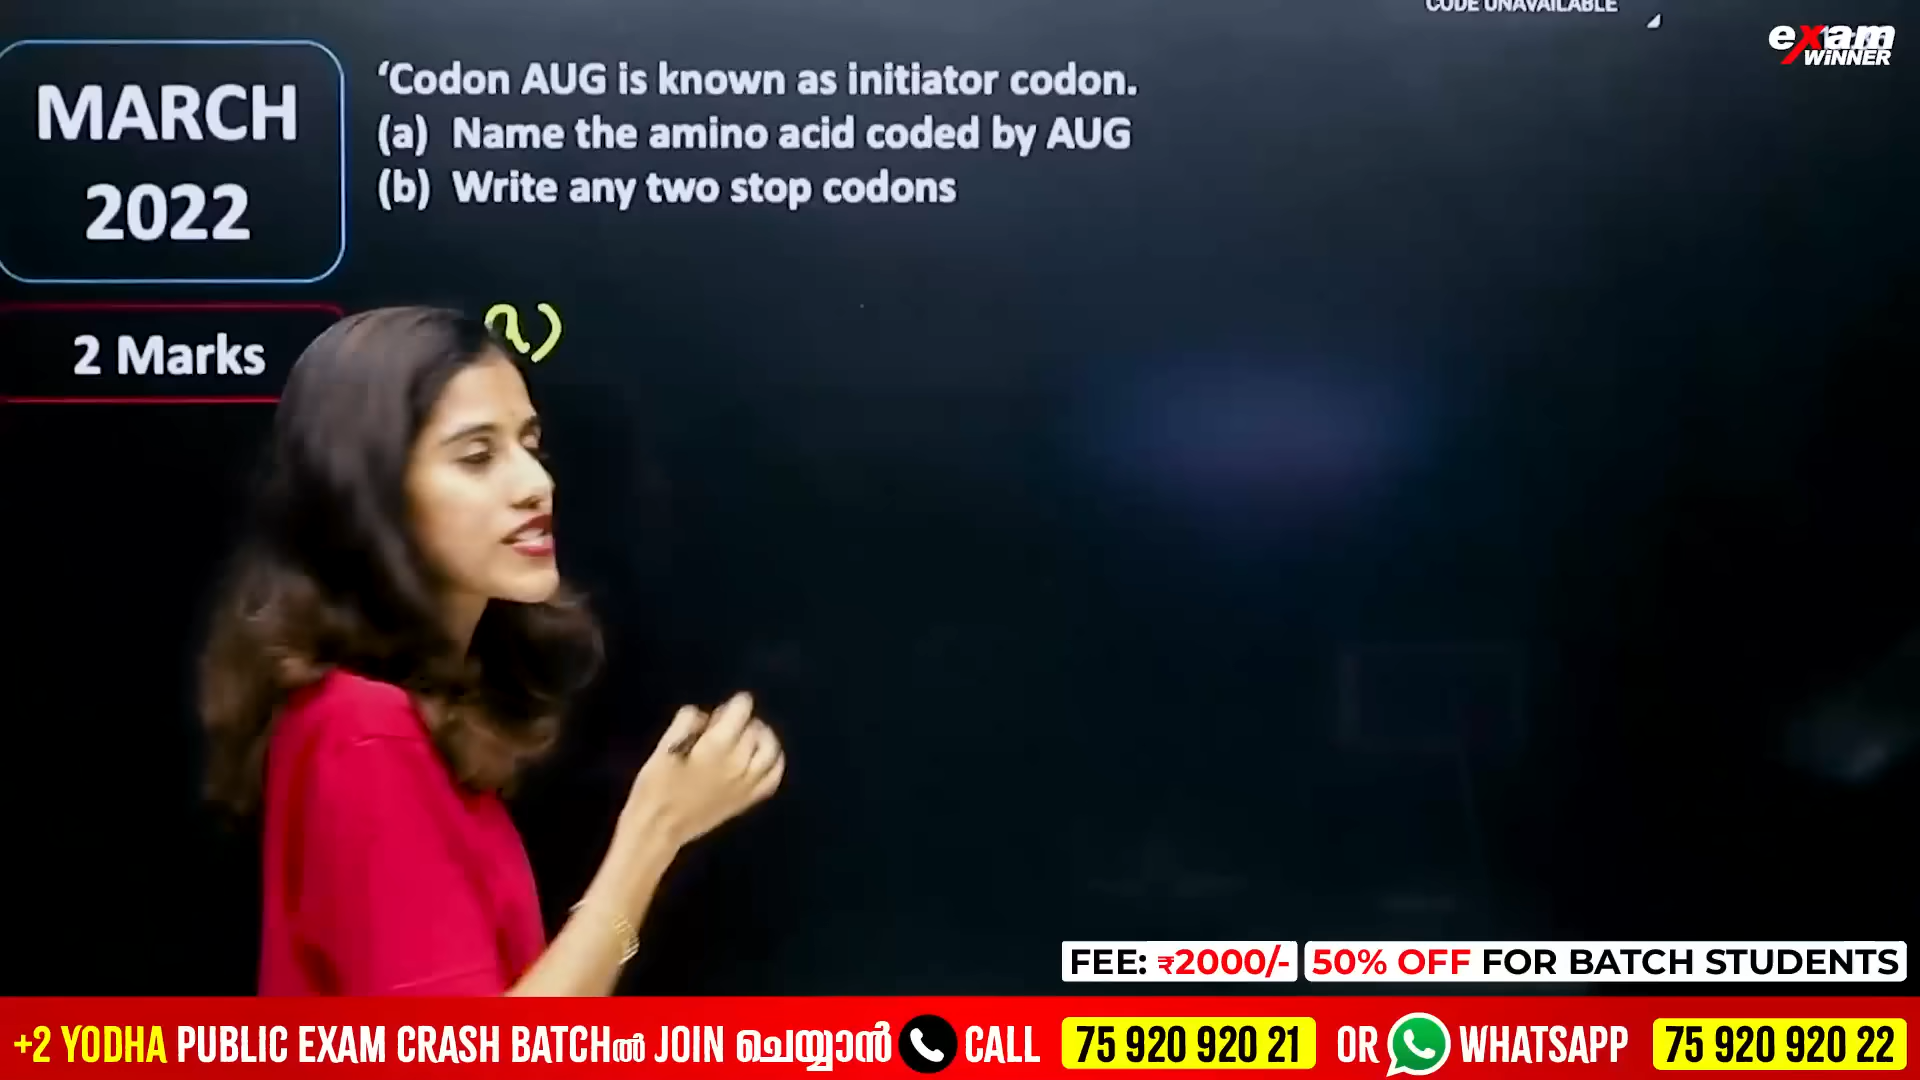 CODE UNAVAILABLE
exam
WiNNER
MARCH
2022
‘Codon AUG is known as initiator codon.
(a) Name the amino acid coded by AUG
(b) Write any two stop codons
2 Marks
a)
FEE: ₹2000/- 50% OFF FOR BATCH STUDENTS
+2 YODHA PUBLIC EXAM CRASH BATCHൽ JOIN ചെയ്യാൻ CALL 75 920 920 21 OR WHATSAPP 75 920 920 22